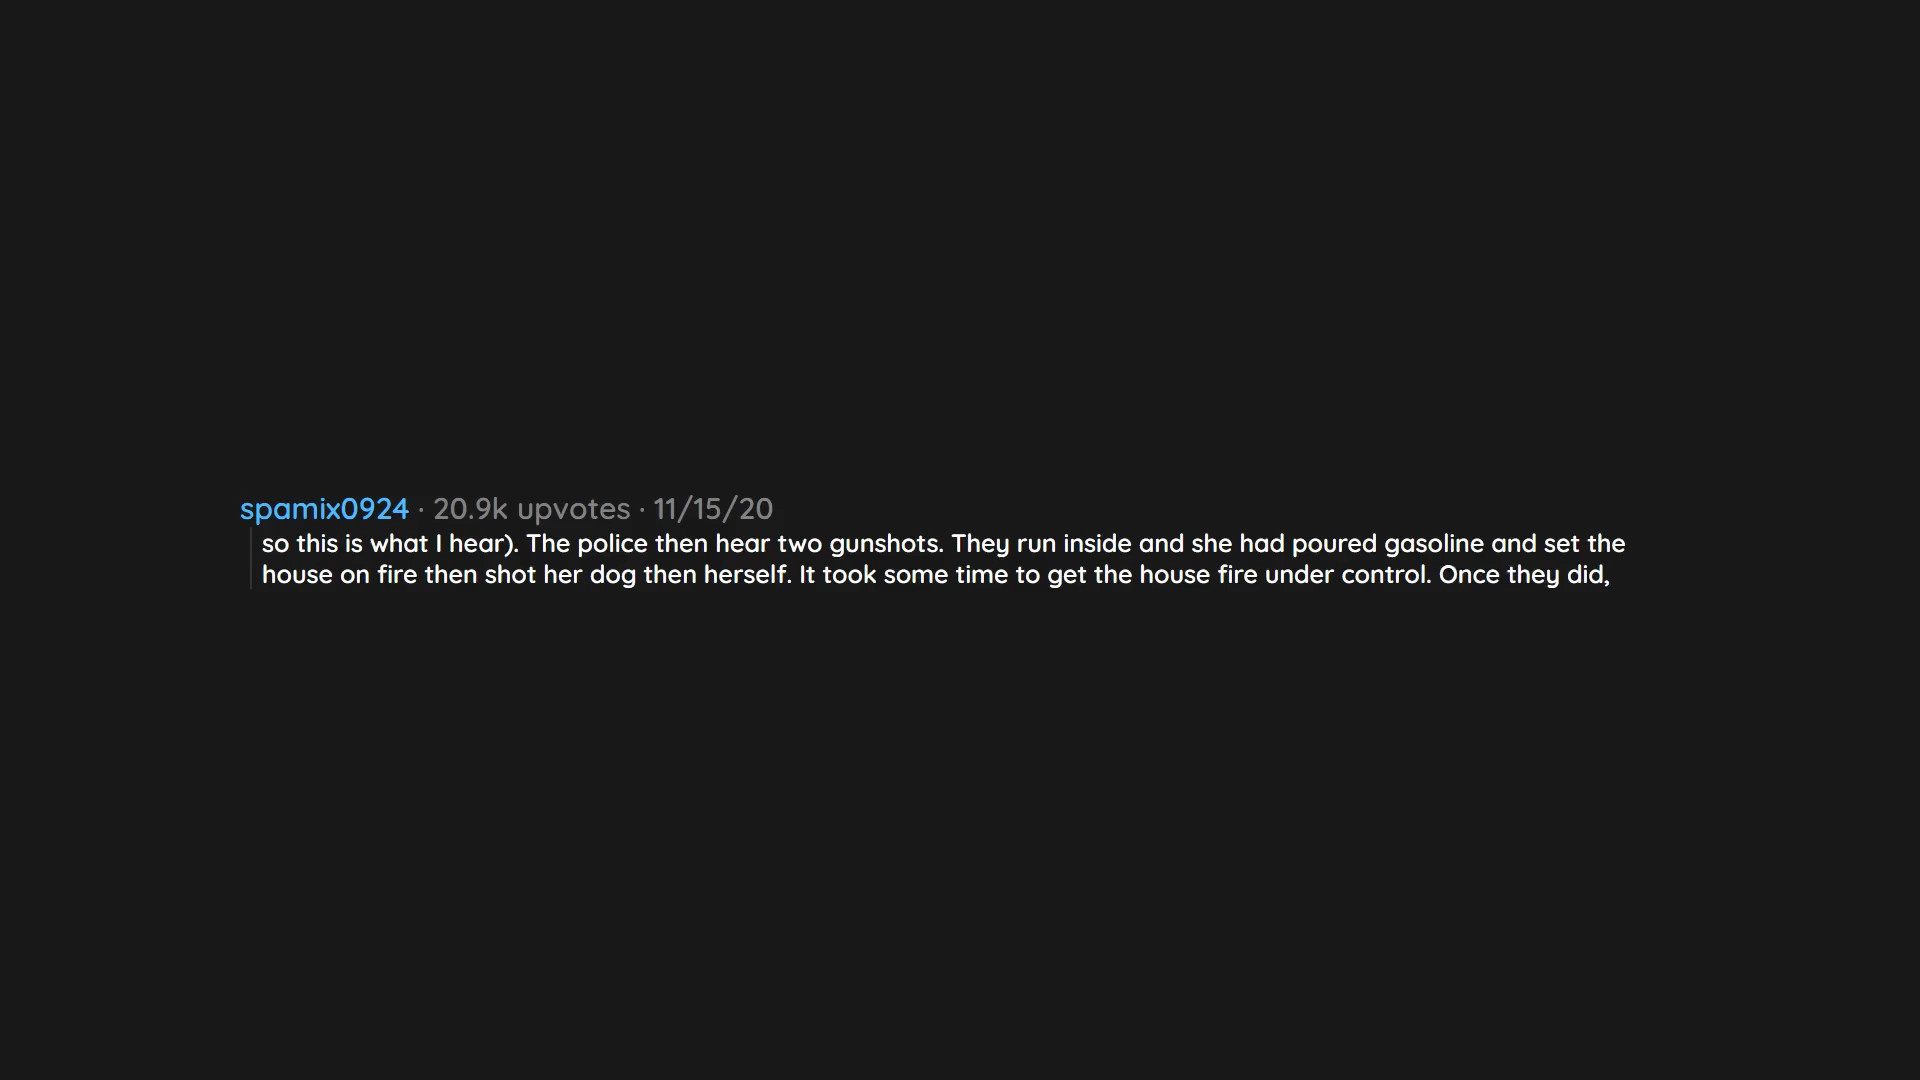 spamix0924 · 20.9k upvotes · 11/15/20
so this is what I hear). The police then hear two gunshots. They run inside and she had poured gasoline and set the
house on fire then shot her dog then herself. It took some time to get the house fire under control. Once they did,